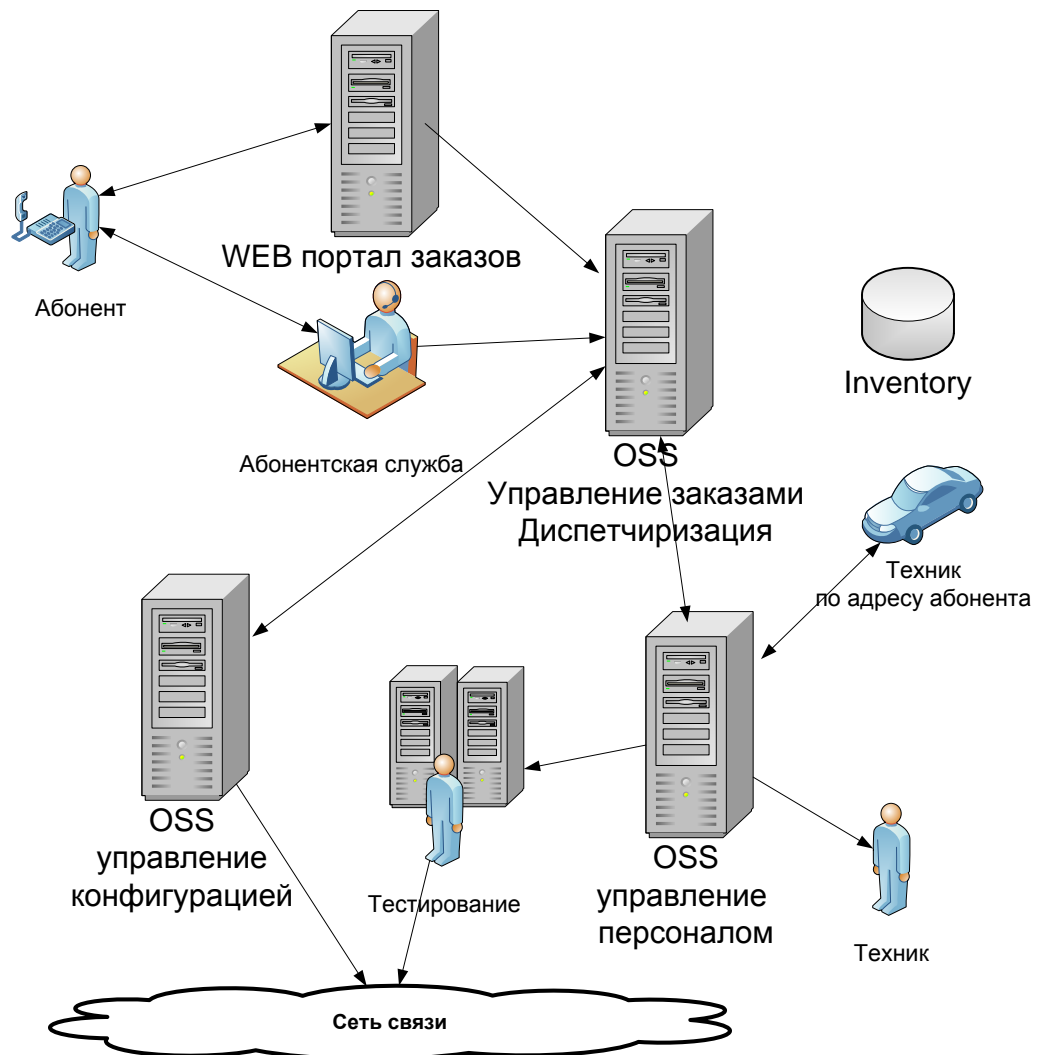 WEB портал заказов
Абонент
Inventory
Абонентская служба
OSS
Управление заказами
Диспетчиризация
Техник
по адресу абонента
OSS
управление
конфигурацией
Тестирование
OSS
управление
персоналом
Техник
Сеть связи